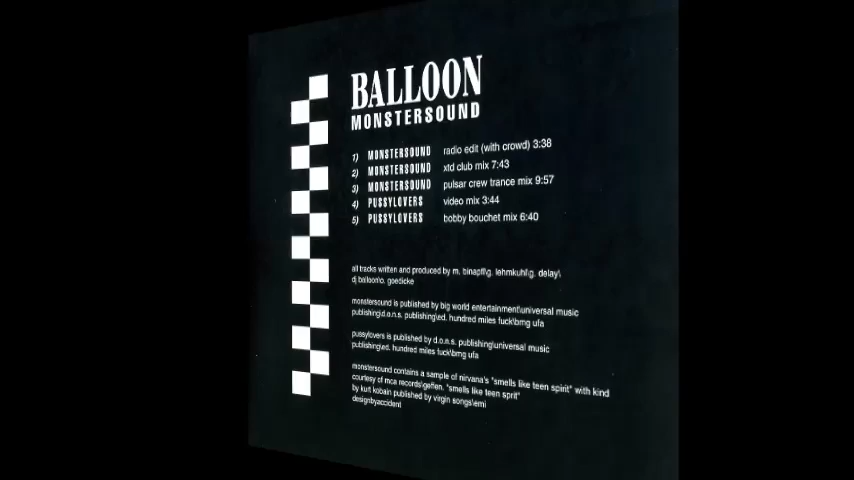 BALLOON
MONSTERSOUND
1) MONSTERSOUND radio edit (with crowd) 3:38
2) MONSTERSOUND xtd club mix 7:43
3) MONSTERSOUND pulsar crew trance mix 9:57
4) PUSSYLOVERS video mix 3:44
5) PUSSYLOVERS bobby bouchet mix 6:40
all tracks written and produced by m. binapfl\g. lehmkuhl\g. delay\
dj balloon\o. goedicke
monstersound is published by big world entertainment\universal music
publishing\d.o.n.s. publishing\ed. hundred miles fuck\bmg ufa
pussylovers is published by d.o.n.s. publishing\universal music
publishing\ed. hundred miles fuck\bmg ufa
monstersound contains a sample of nirvana's "smells like teen spirit" with kind
courtesy of mca records\geffen. "smells like teen sprit"
by kurt kobain published by virgin songs\emi
designbyaccident